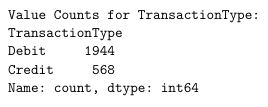 Value Counts for TransactionType:
TransactionType
Debit 1944
Credit 568
Name: count, dtype: int64